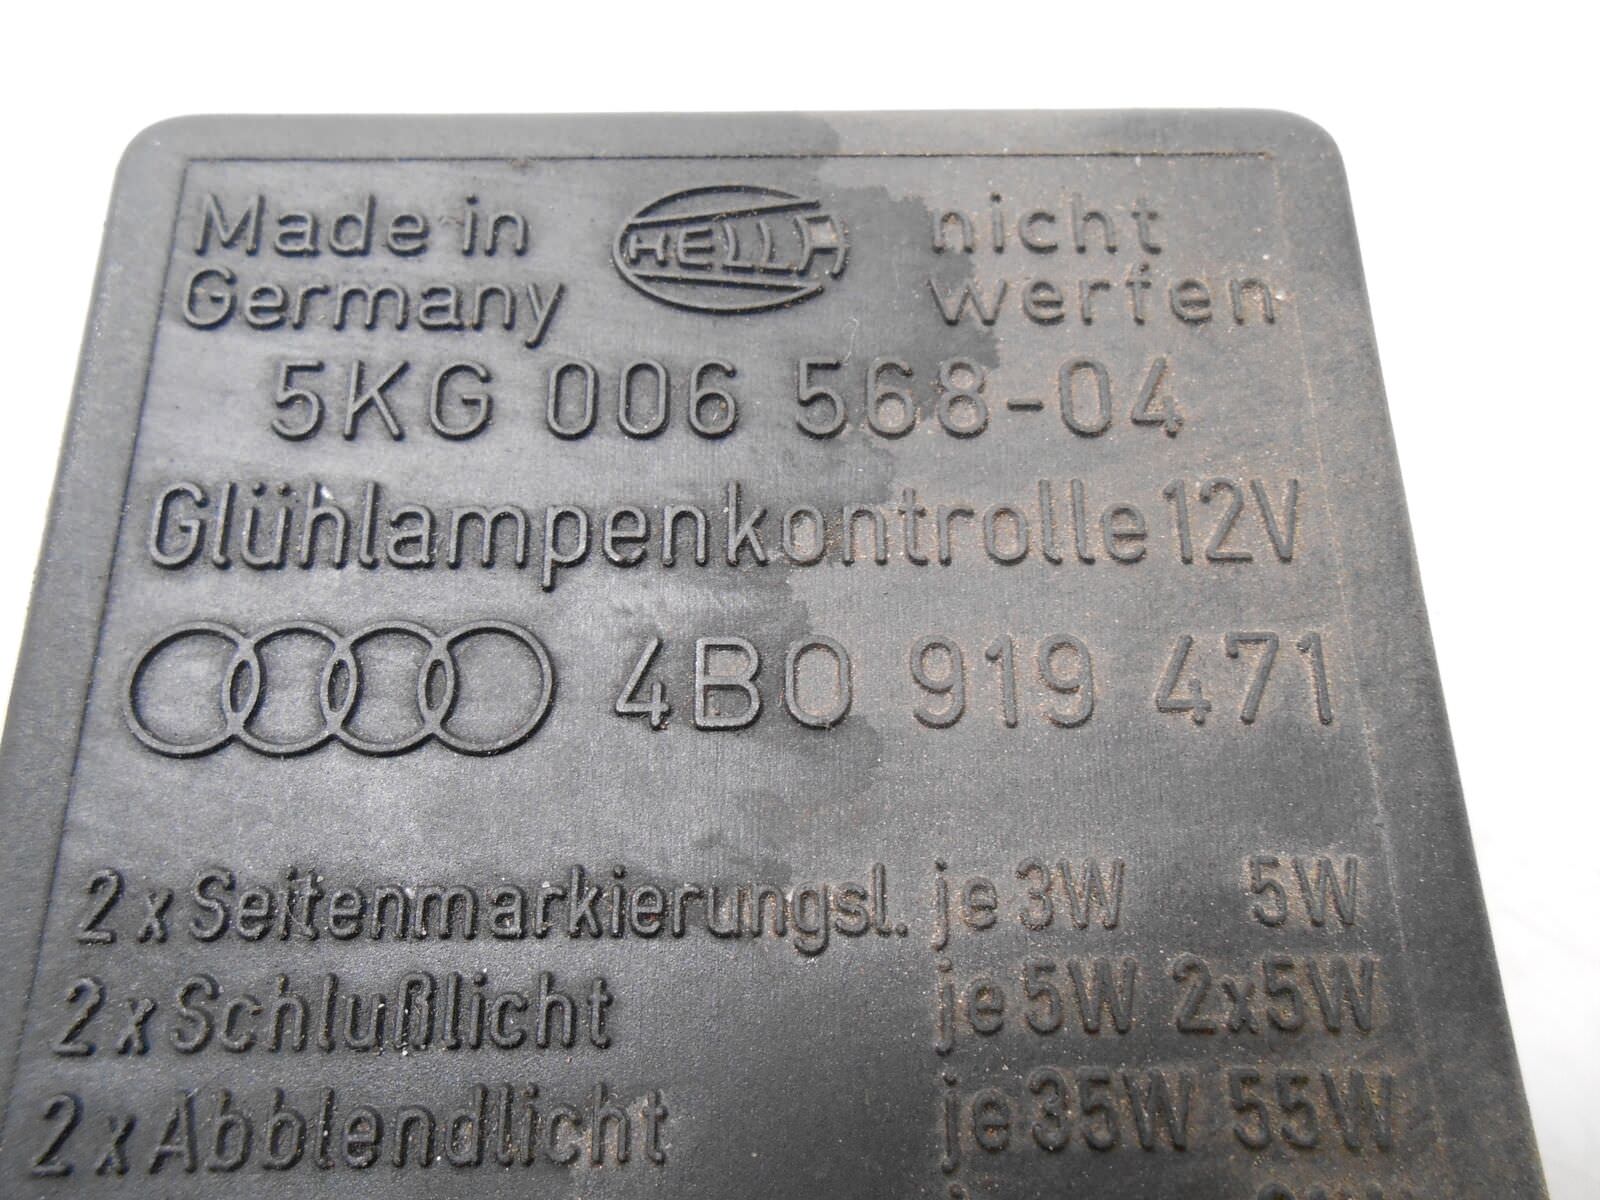 Made in HELLA nicht
Germany werfen
5KG 006 568-04
Glühlampenkontrolle 12V
4B0 919 471
2 x Seitenmarkierungsl. je 3W 5W
2 x Schlußlicht je 5W 2x5W
2 x Abblendlicht je 35W 55W